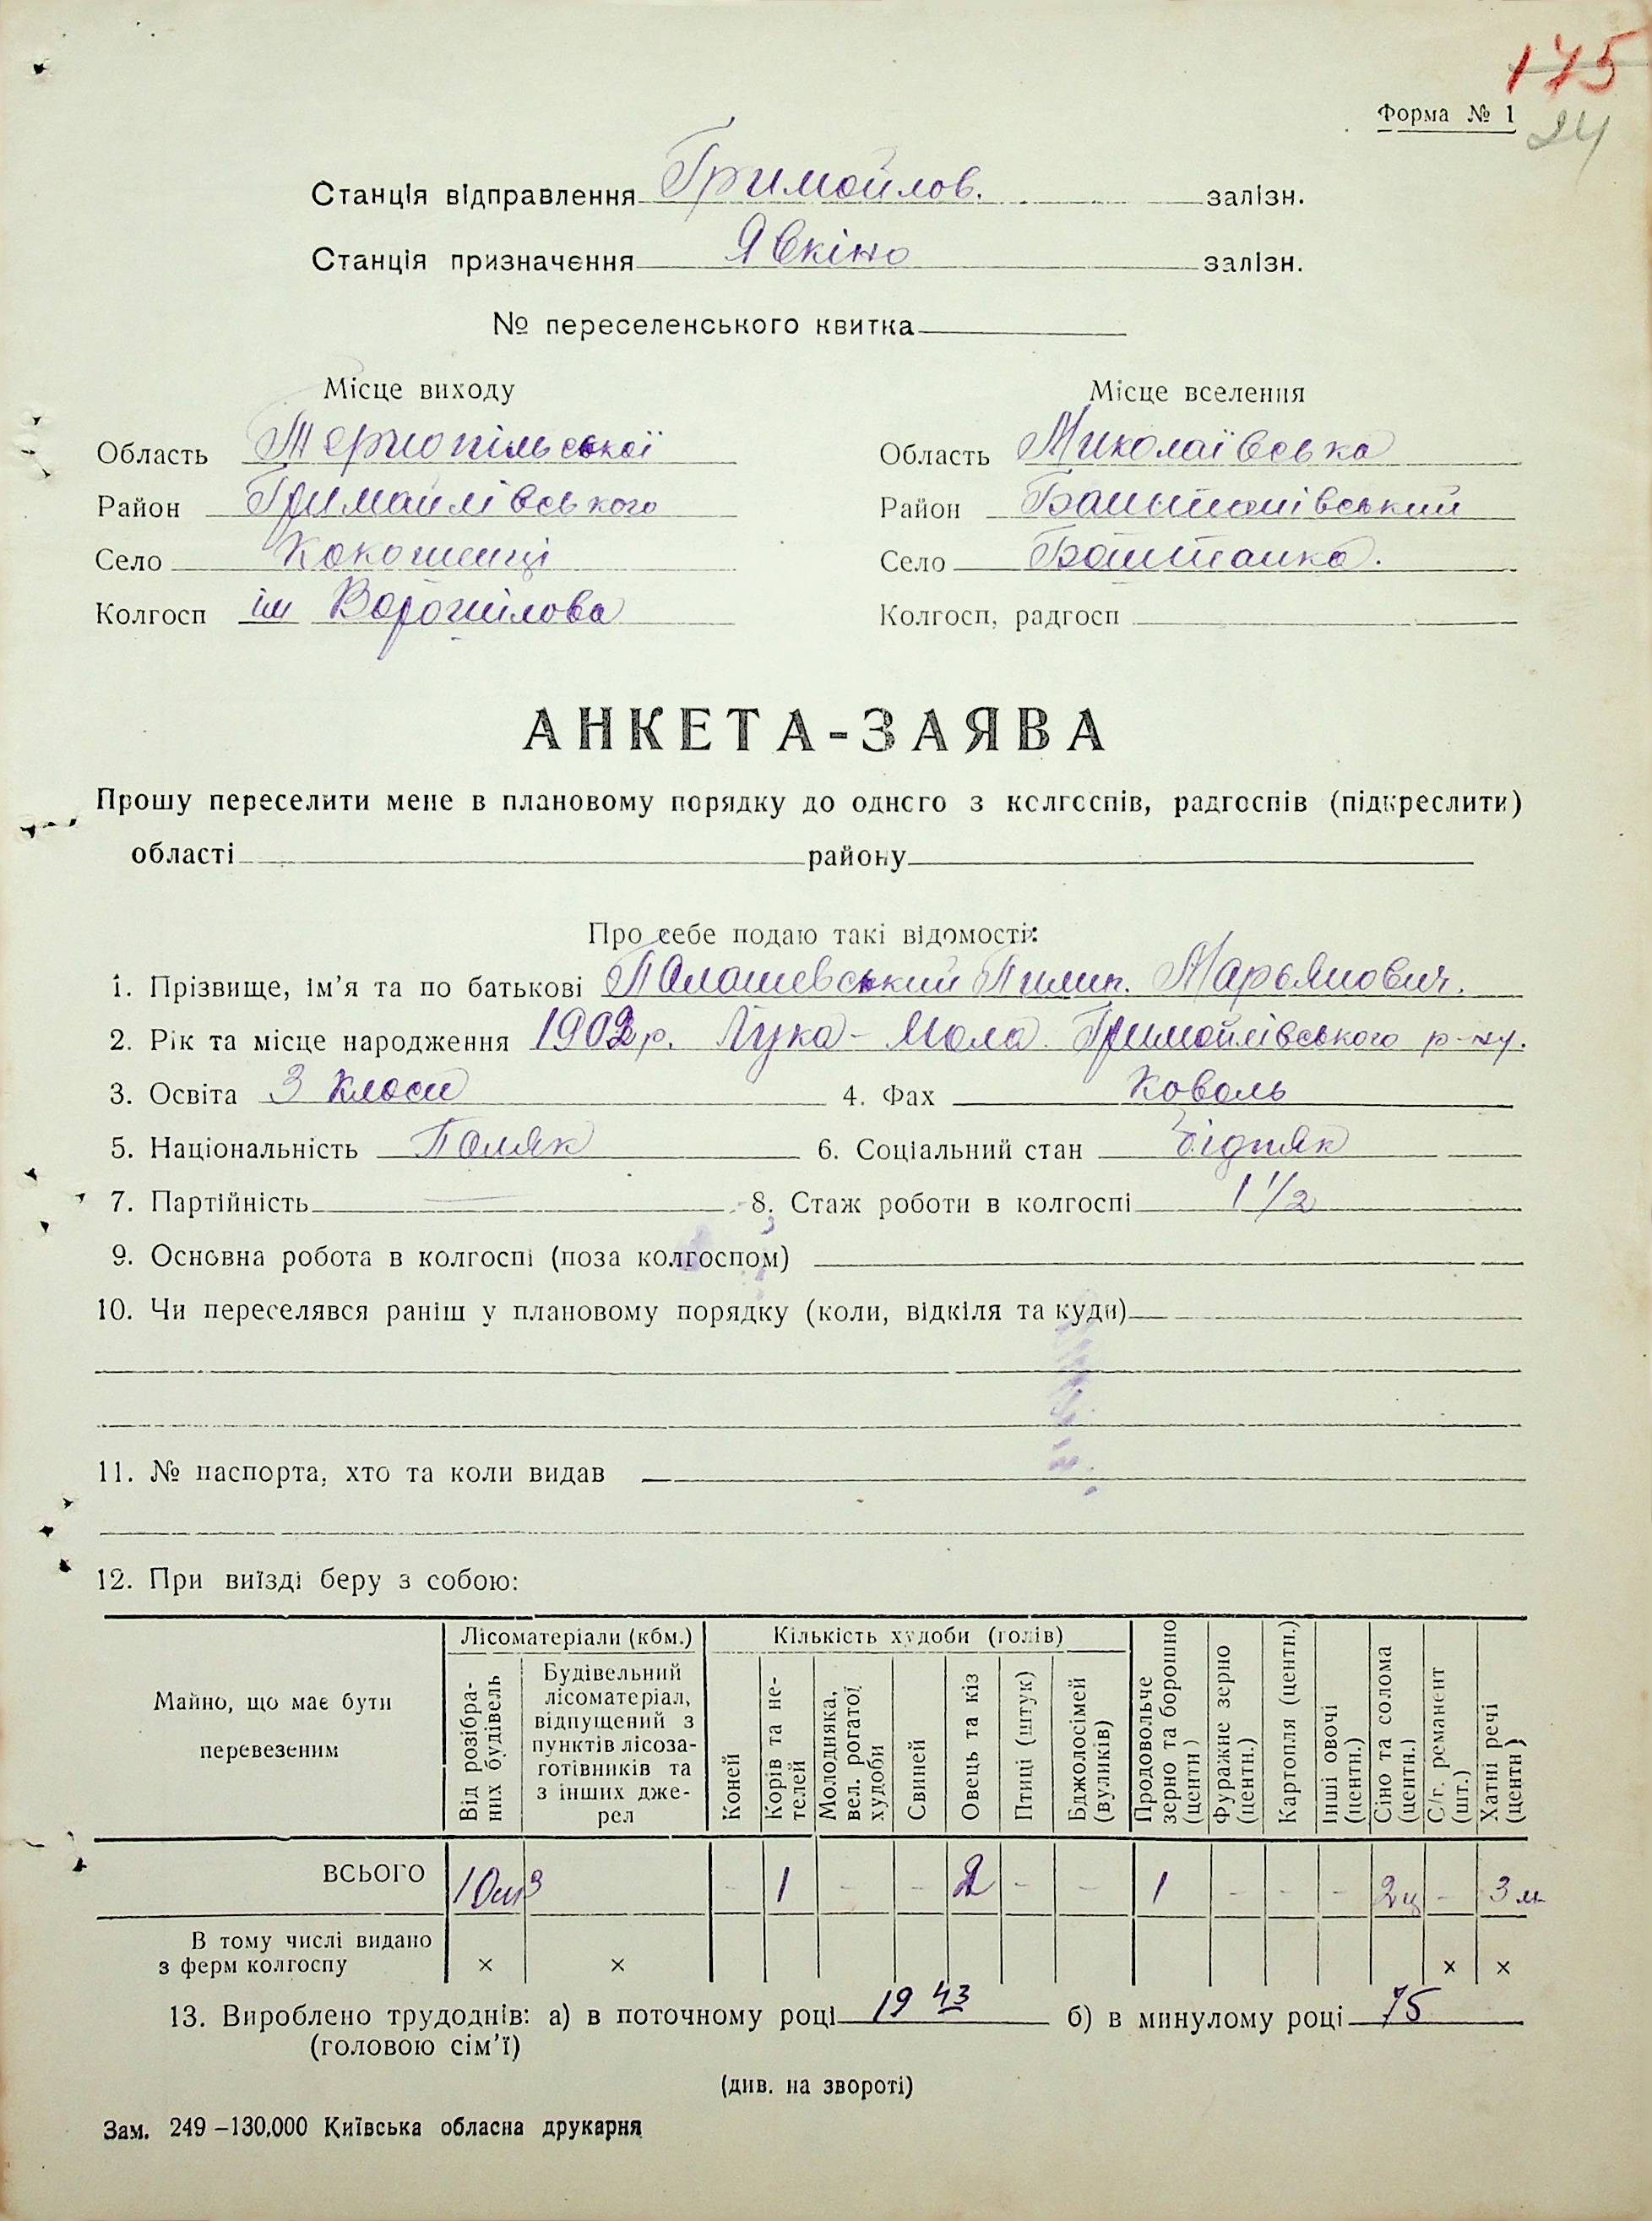 175
Форма № 1
24
Станція відправлення Гримойлов. залізн.
Станція призначення Явкіно залізн.
№ переселенського квитка
Місце виходу Місце вселення
Область Тернопільської Область Миколаївська
Район Гримайлівського Район Баштанівський
Село Кокошинці Село Баштанка.
Колгосп ім Ворошилова Колгосп, радгосп
АНКЕТА-ЗАЯВА
Прошу переселити мене в плановому порядку до одного з колгоспів, радгоспів (підкреслити)
області району
Про себе подаю такі відомості:
1. Прізвище, ім'я та по батькові Палашевський Пилип. Марьянович.
2. Рік та місце народження 1902 р. Лука-Мала Гримойлівського р-ну.
3. Освіта 3 класи 4. Фах Коваль
5. Національність Поляк 6. Соціальний стан бідняк
7. Партійність — 8. Стаж роботи в колгоспі 1 1/2
9. Основна робота в колгоспі (поза колгоспом)
10. Чи переселявся раніш у плановому порядку (коли, відкіля та куди)
11. № паспорта, хто та коли видав
12. При виїзді беру з собою:
Майно, що має бути перевезеним
Лісоматеріали (кбм.)
Від розібраних будівель
Будівельний лісоматеріал, відпущений з пунктів лісозаготівників та з інших джерел
Кількість худоби (голів)
Коней
Корів та нетелей
Молодняка, вел. рогатої худоби
Свиней
Овець та кіз
Птиці (штук)
Бджолосімей (вуликів)
Продовольче зерно та борошно (центн)
Фуражне зерно (центн.)
Картопля (центн.)
Інші овочі (центн.)
Сіно та солома (центн.)
С/г. реманент (шт.)
Хатні речі (центн)
ВСЬОГО 10м3 - 1 - - 2 - - 1 - - - 2ц - 3 м
В тому числі видано
з ферм колгоспу × × × ×
13. Вироблено трудоднів: а) в поточному році 19 43 б) в минулому році 75
(головою сім'ї)
(див. на звороті)
Зам. 249–130,000 Київська обласна друкарня